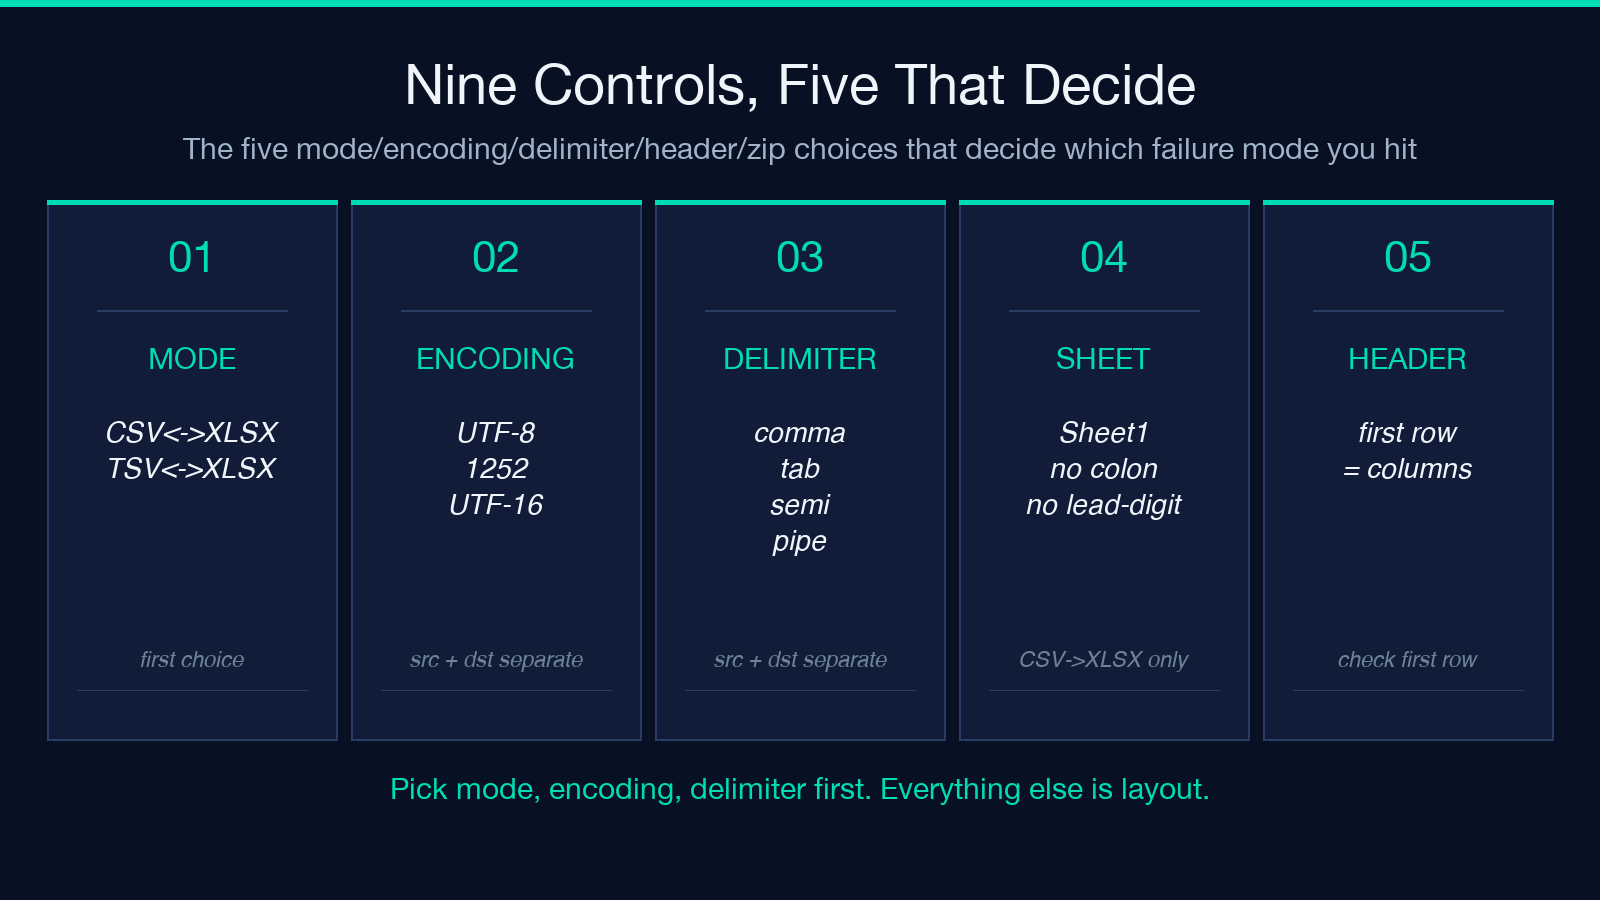 Nine Controls, Five That Decide
The five mode/encoding/delimiter/header/zip choices that decide which failure mode you hit
01
MODE
CSV<->XLSX
TSV<->XLSX
first choice
02
ENCODING
UTF-8
1252
UTF-16
src + dst separate
03
DELIMITER
comma
tab
semi
pipe
src + dst separate
04
SHEET
Sheet1
no colon
no lead-digit
CSV->XLSX only
05
HEADER
first row
= columns
check first row
Pick mode, encoding, delimiter first. Everything else is layout.